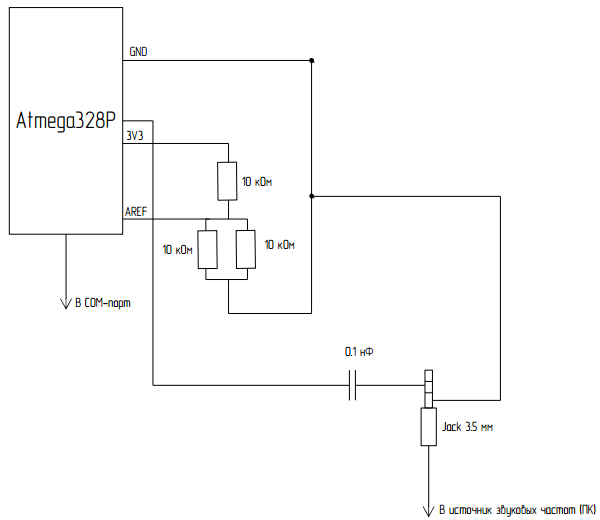 GND
Atmega328P
3V3
10 кОм
AREF
10 кОм
10 кОм
В COM-порт
0.1 нФ
Jack 3.5 мм
В источник звуковых частот (ПК)